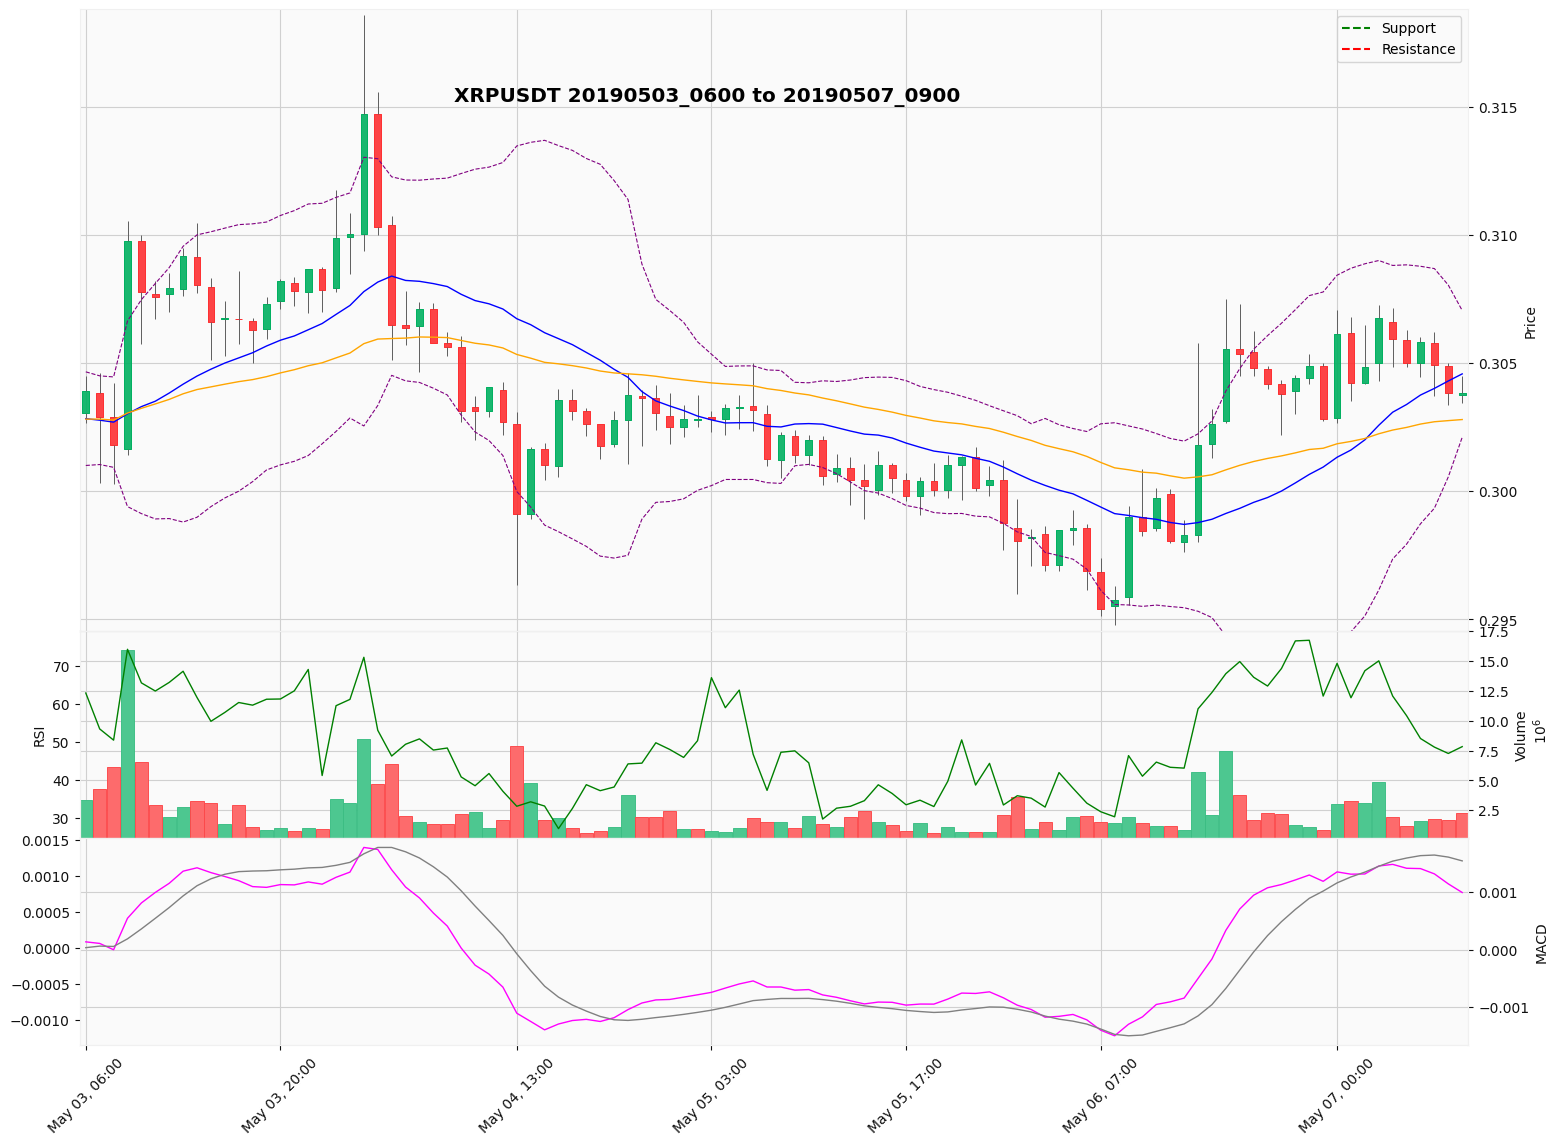 Support
Resistance
XRPUSDT 20190503_0600 to 20190507_0900
0.315
0.310
0.305
0.300
0.295
Price
70
60
50
40
30
RSI
17.5
15.0
12.5
10.0
7.5
5.0
2.5
Volume
10^6
0.0015
0.0010
0.0005
0.0000
−0.0005
−0.0010
0.001
0.000
−0.001
MACD
May 03, 06:00
May 03, 20:00
May 04, 13:00
May 05, 03:00
May 05, 17:00
May 06, 07:00
May 07, 00:00